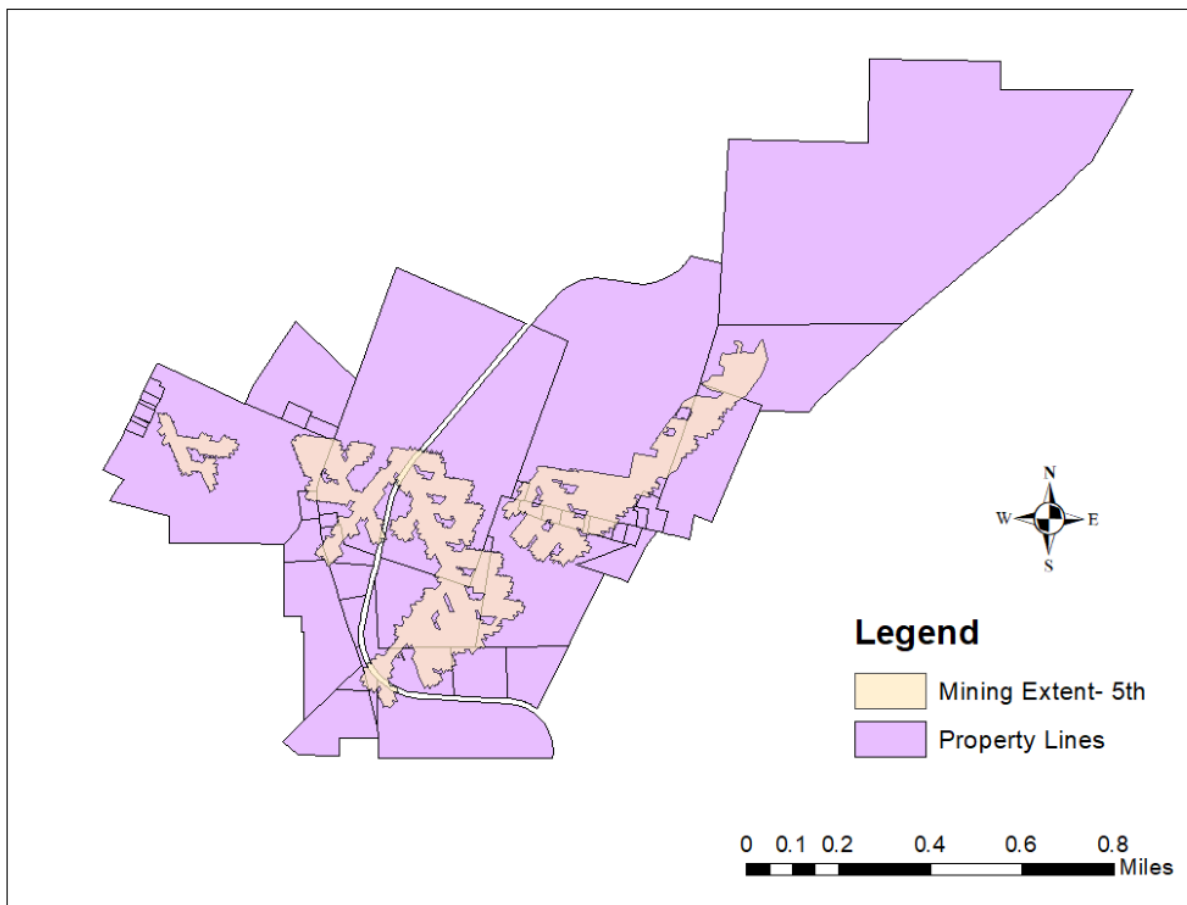 N
W E
S
Legend
Mining Extent- 5th
Property Lines
0 0.1 0.2 0.4 0.6 0.8
Miles